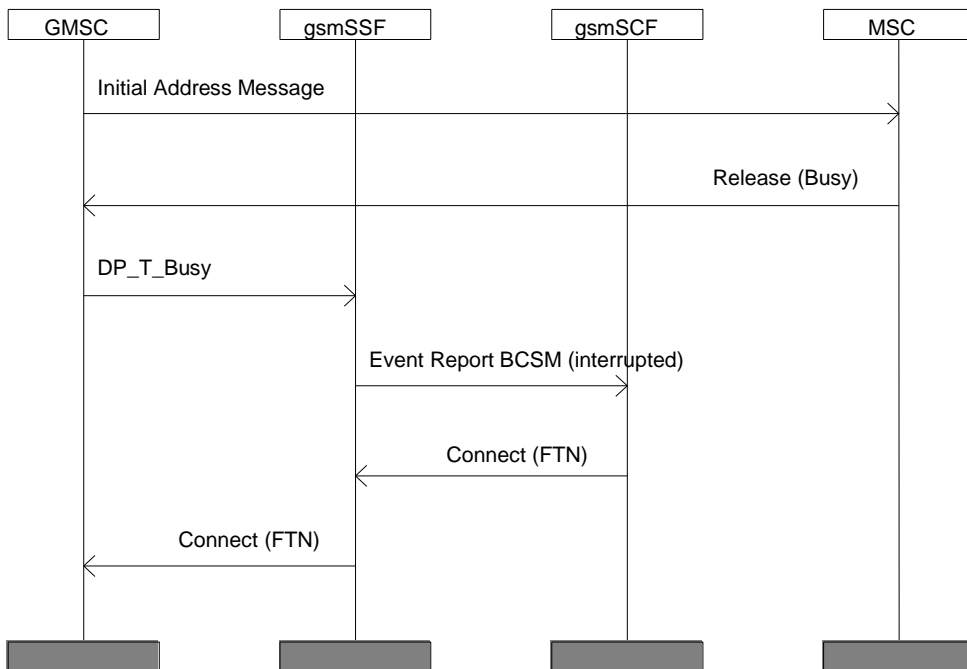 GMSC
gsmSSF
gsmSCF
MSC
Initial Address Message
Release (Busy)
DP_T_Busy
Event Report BCSM (interrupted)
Connect (FTN)
Connect (FTN)